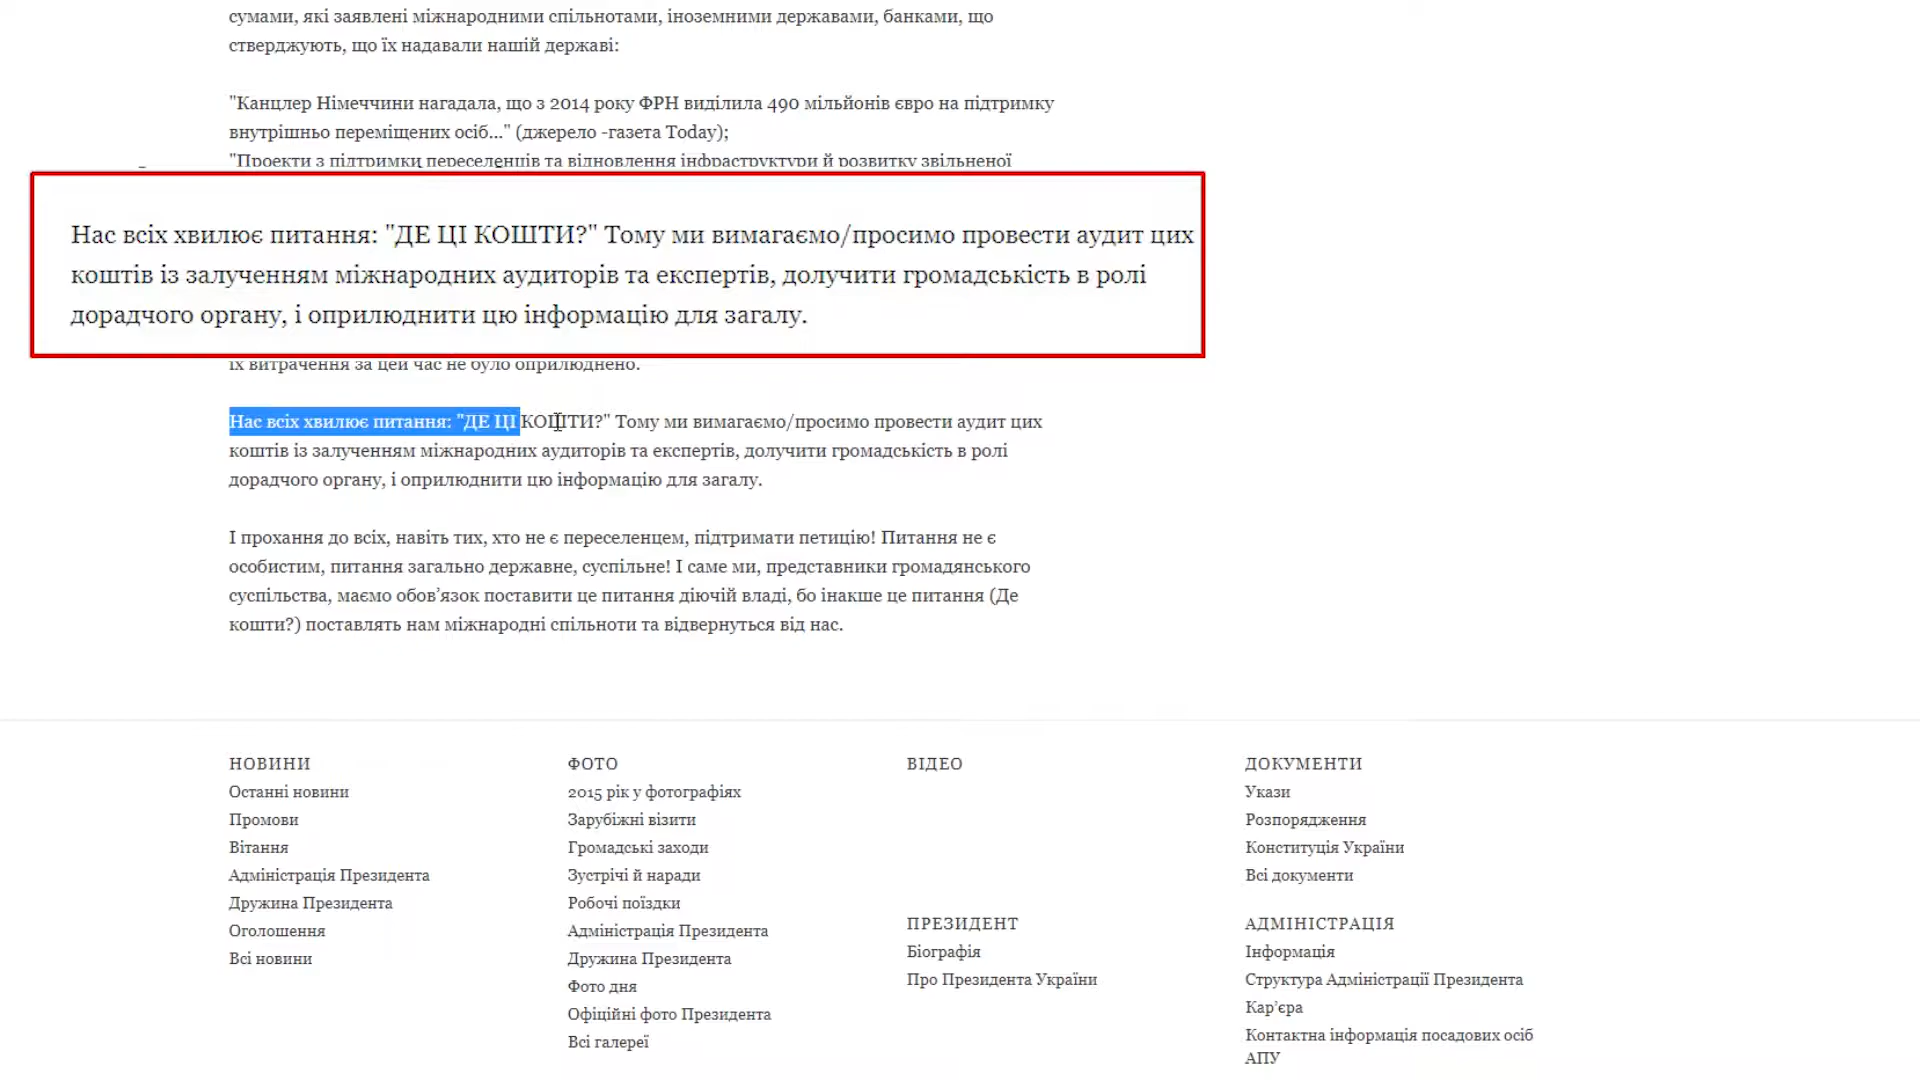 сумами, які заявлені міжнародними спільнотами, іноземними державами, банками, що
стверджують, що їх надавали нашій державі:
"Канцлер Німеччини нагадала, що з 2014 року ФРН виділила 490 мільйонів євро на підтримку
внутрішньо переміщених осіб..." (джерело -газета Today);
"Проекти з підтримки переселенців та відновлення інфраструктури й розвитку звільненої
Нас всіх хвилює питання: "ДЕ ЦІ КОШТИ?" Тому ми вимагаємо/просимо провести аудит цих
коштів із залученням міжнародних аудиторів та експертів, долучити громадськість в ролі
дорадчого органу, і оприлюднити цю інформацію для загалу.
їх витрачення за цей час не було оприлюднено.
Нас всіх хвилює питання: "ДЕ ЦІ КОШТИ?" Тому ми вимагаємо/просимо провести аудит цих
коштів із залученням міжнародних аудиторів та експертів, долучити громадськість в ролі
дорадчого органу, і оприлюднити цю інформацію для загалу.
І прохання до всіх, навіть тих, хто не є переселенцем, підтримати петицію! Питання не є
особистим, питання загально державне, суспільне! І саме ми, представники громадянського
суспільства, маємо обов’язок поставити це питання діючій владі, бо інакше це питання (Де
кошти?) поставлять нам міжнародні спільноти та відвернуться від нас.
НОВИНИ
Останні новини
Промови
Вітання
Адміністрація Президента
Дружина Президента
Оголошення
Всі новини
ФОТО
2015 рік у фотографіях
Зарубіжні візити
Громадські заходи
Зустрічі й наради
Робочі поїздки
Адміністрація Президента
Дружина Президента
Фото дня
Офіційні фото Президента
Всі галереї
ВІДЕО
ПРЕЗИДЕНТ
Біографія
Про Президента України
ДОКУМЕНТИ
Укази
Розпорядження
Конституція України
Всі документи
АДМІНІСТРАЦІЯ
Інформація
Структура Адміністрації Президента
Кар’єра
Контактна інформація посадових осіб
АПУ